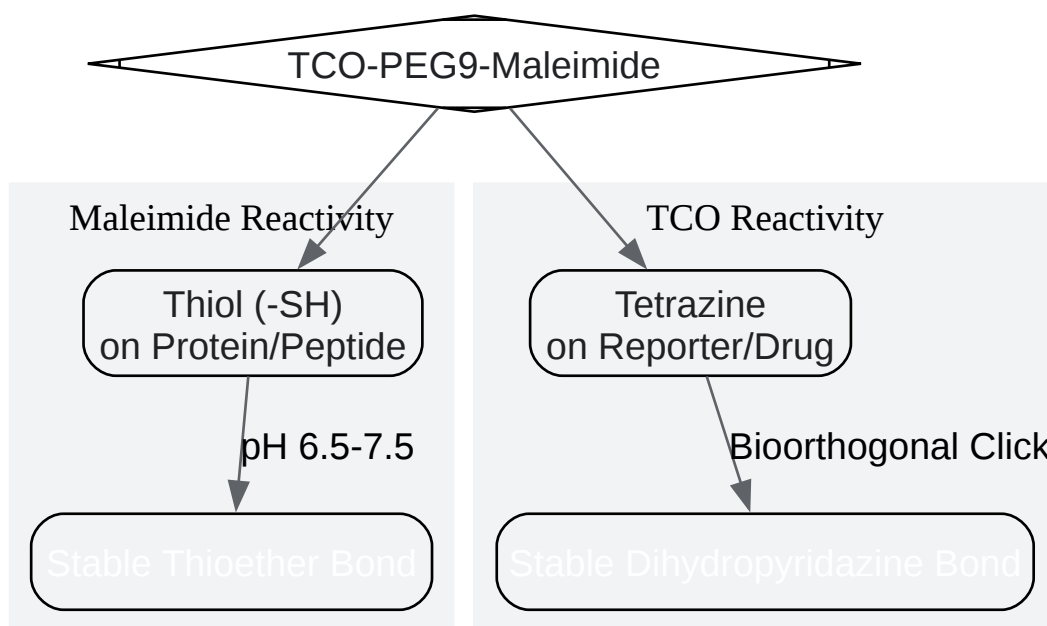 TCO-PEG9-Maleimide
Maleimide Reactivity
Thiol (-SH)
on Protein/Peptide
pH 6.5-7.5
Stable Thioether Bond
TCO Reactivity
Tetrazine
on Reporter/Drug
Bioorthogonal Click
Stable Dihydropyridazine Bond